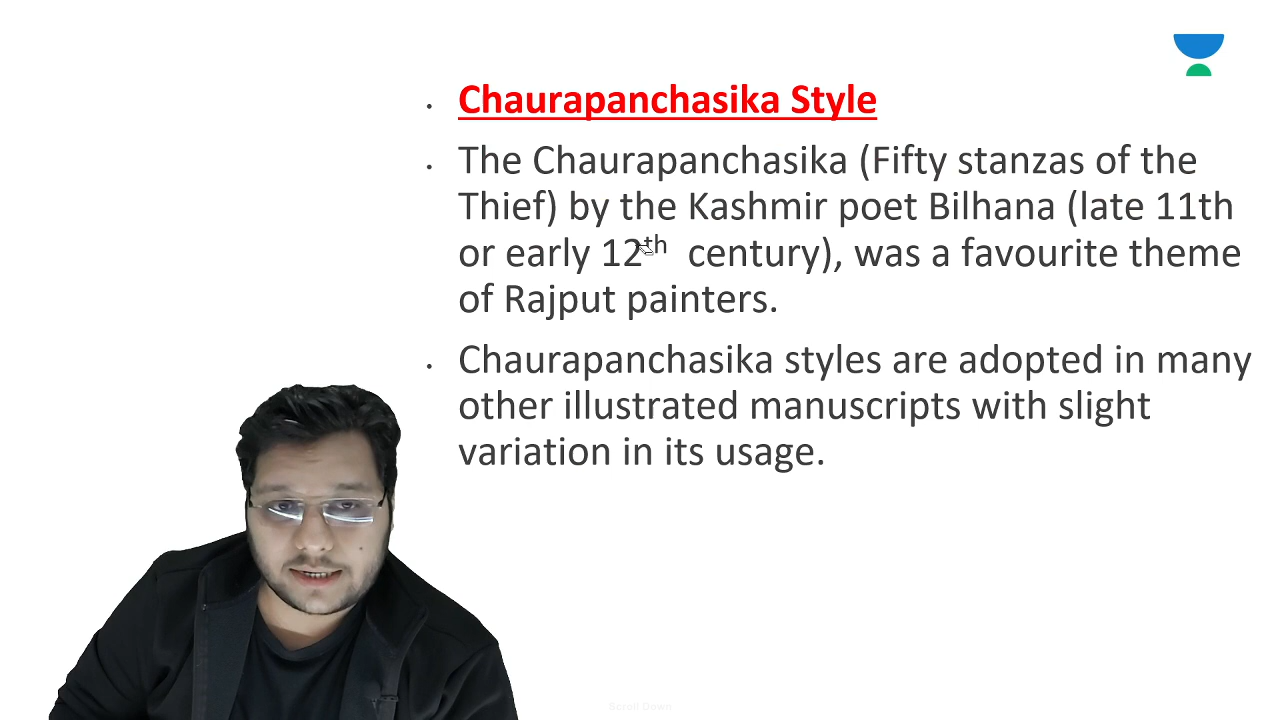 Chaurapanchasika Style
The Chaurapanchasika (Fifty stanzas of the
Thief) by the Kashmir poet Bilhana (late 11th
or early 12th century), was a favourite theme
of Rajput painters.
Chaurapanchasika styles are adopted in many
other illustrated manuscripts with slight
variation in its usage.
Scroll Down